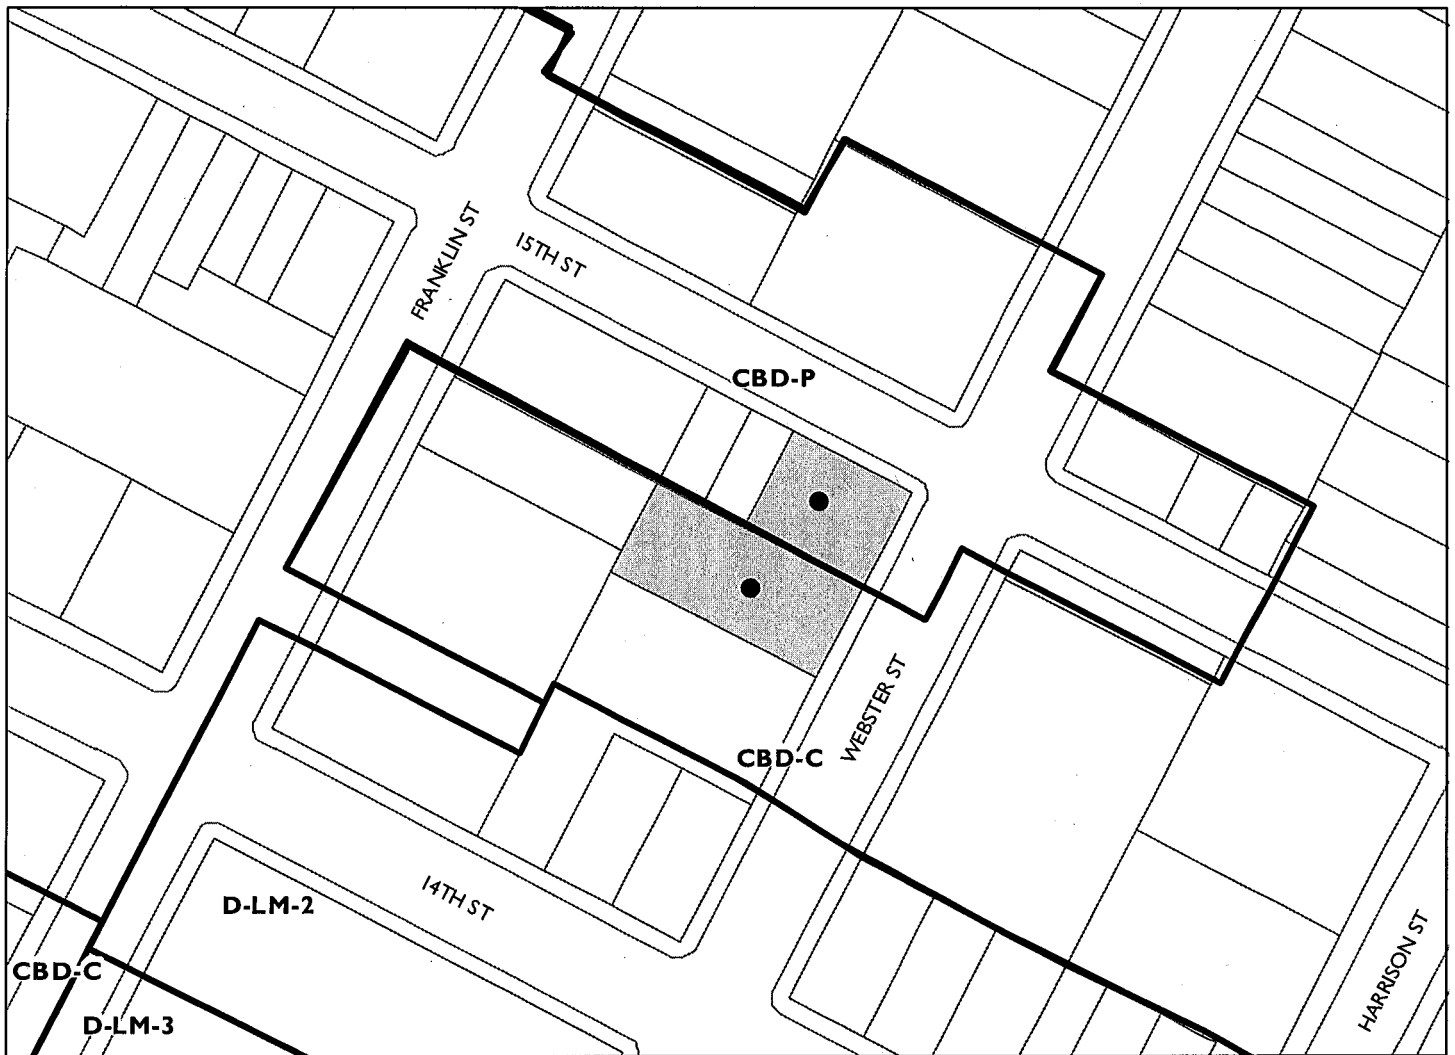 FRANKLIN ST
15TH ST
CBD-P
WEBSTER ST
CBD-C
14TH ST
D-LM-2
HARRISON ST
CBD-C
D-LM-3